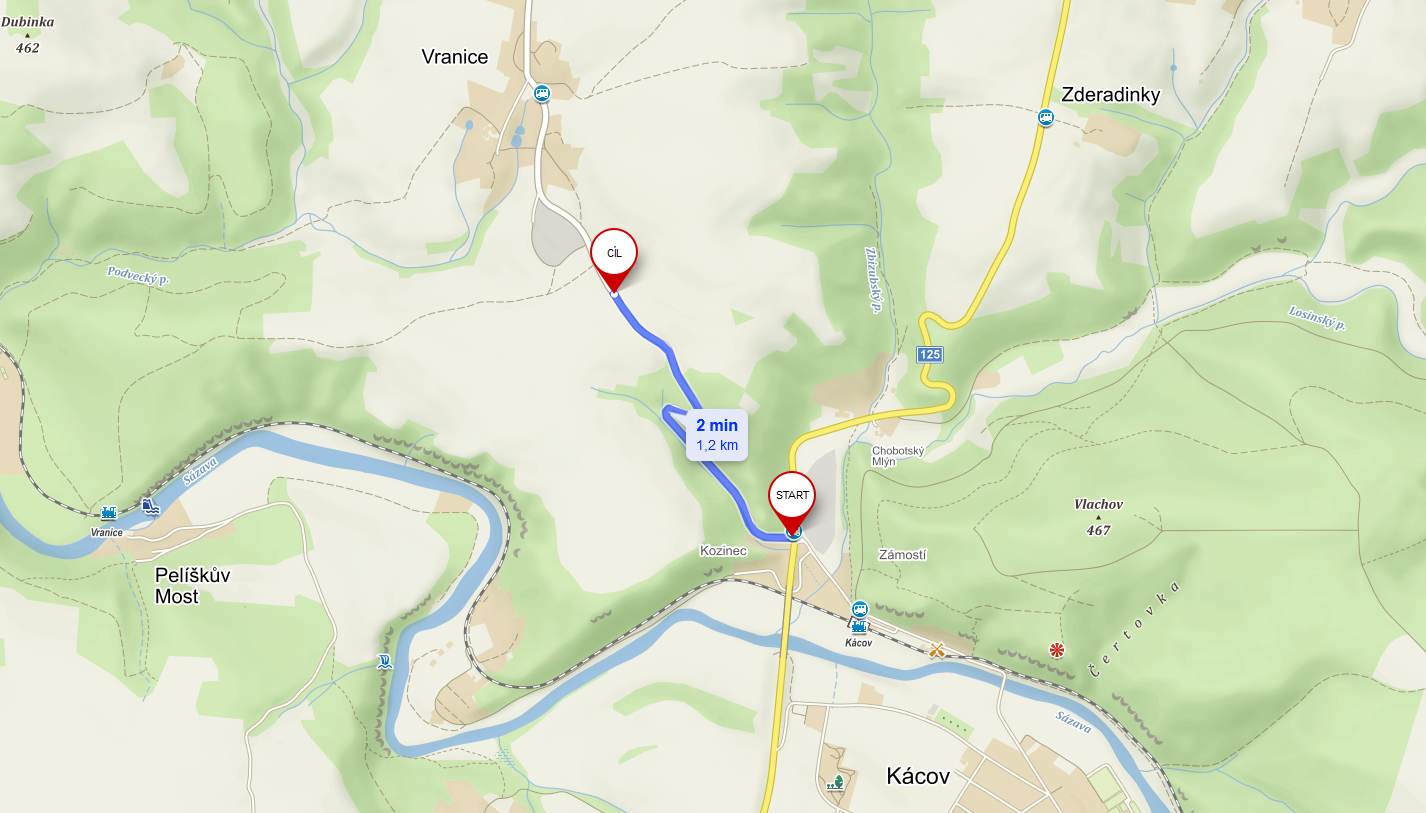 Dubinka
462
Vranice
Zderadinky
CÍL
Podvecký p.
Zbizubský p.
Losinský p.
125
2 min
1,2 km
Chobotský
Mlýn
Sázava
START
Vlachov
467
Vranice
Kozinec
Zámostí
Pelíškův
Most
Čertovka
Kácov
Sázava
Kácov